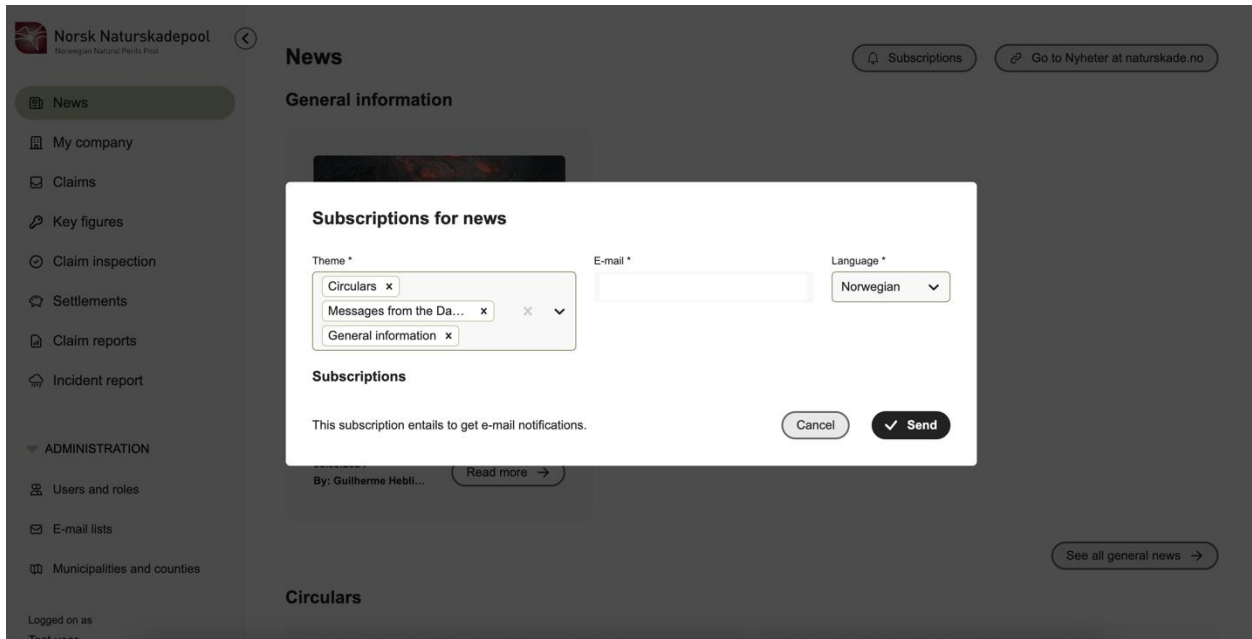 Norsk Naturskadepool
Norwegian Natural Perils Pool
News
Subscriptions
Go to Nyheter at naturskade.no
General information
News
My company
Claims
Key figures
Claim inspection
Settlements
Claim reports
Incident report
ADMINISTRATION
Users and roles
E-mail lists
Municipalities and counties
Logged on as
Subscriptions for news
Theme *
E-mail *
Language *
Circulars ×
Messages from the Da... ×
General information ×
Norwegian
Subscriptions
This subscription entails to get e-mail notifications.
Cancel
Send
By: Guilherme Hebli...
Read more →
See all general news →
Circulars